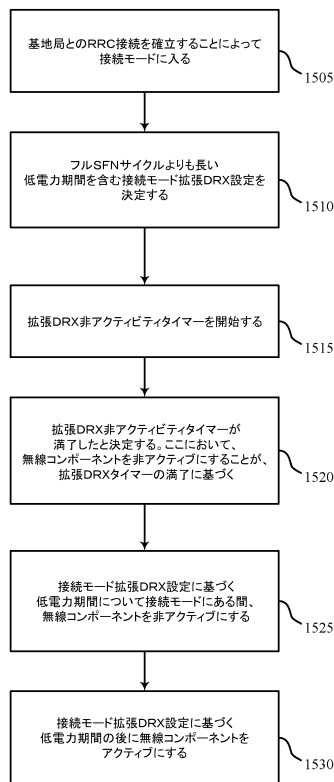 基地局とのRRC接続を確立することによって
接続モードに入る
1505
フルSFNサイクルよりも長い
低電力期間を含む接続モード拡張DRX設定を
決定する
1510
拡張DRX非アクティビティタイマーを開始する
1515
拡張DRX非アクティビティタイマーが
満了したと決定する。ここにおいて、
無線コンポーネントを非アクティブにすることが、
拡張DRXタイマーの満了に基づく
1520
接続モード拡張DRX設定に基づく
低電力期間について接続モードにある間、
無線コンポーネントを非アクティブにする
1525
接続モード拡張DRX設定に基づく
低電力期間の後に無線コンポーネントを
アクティブにする
1530